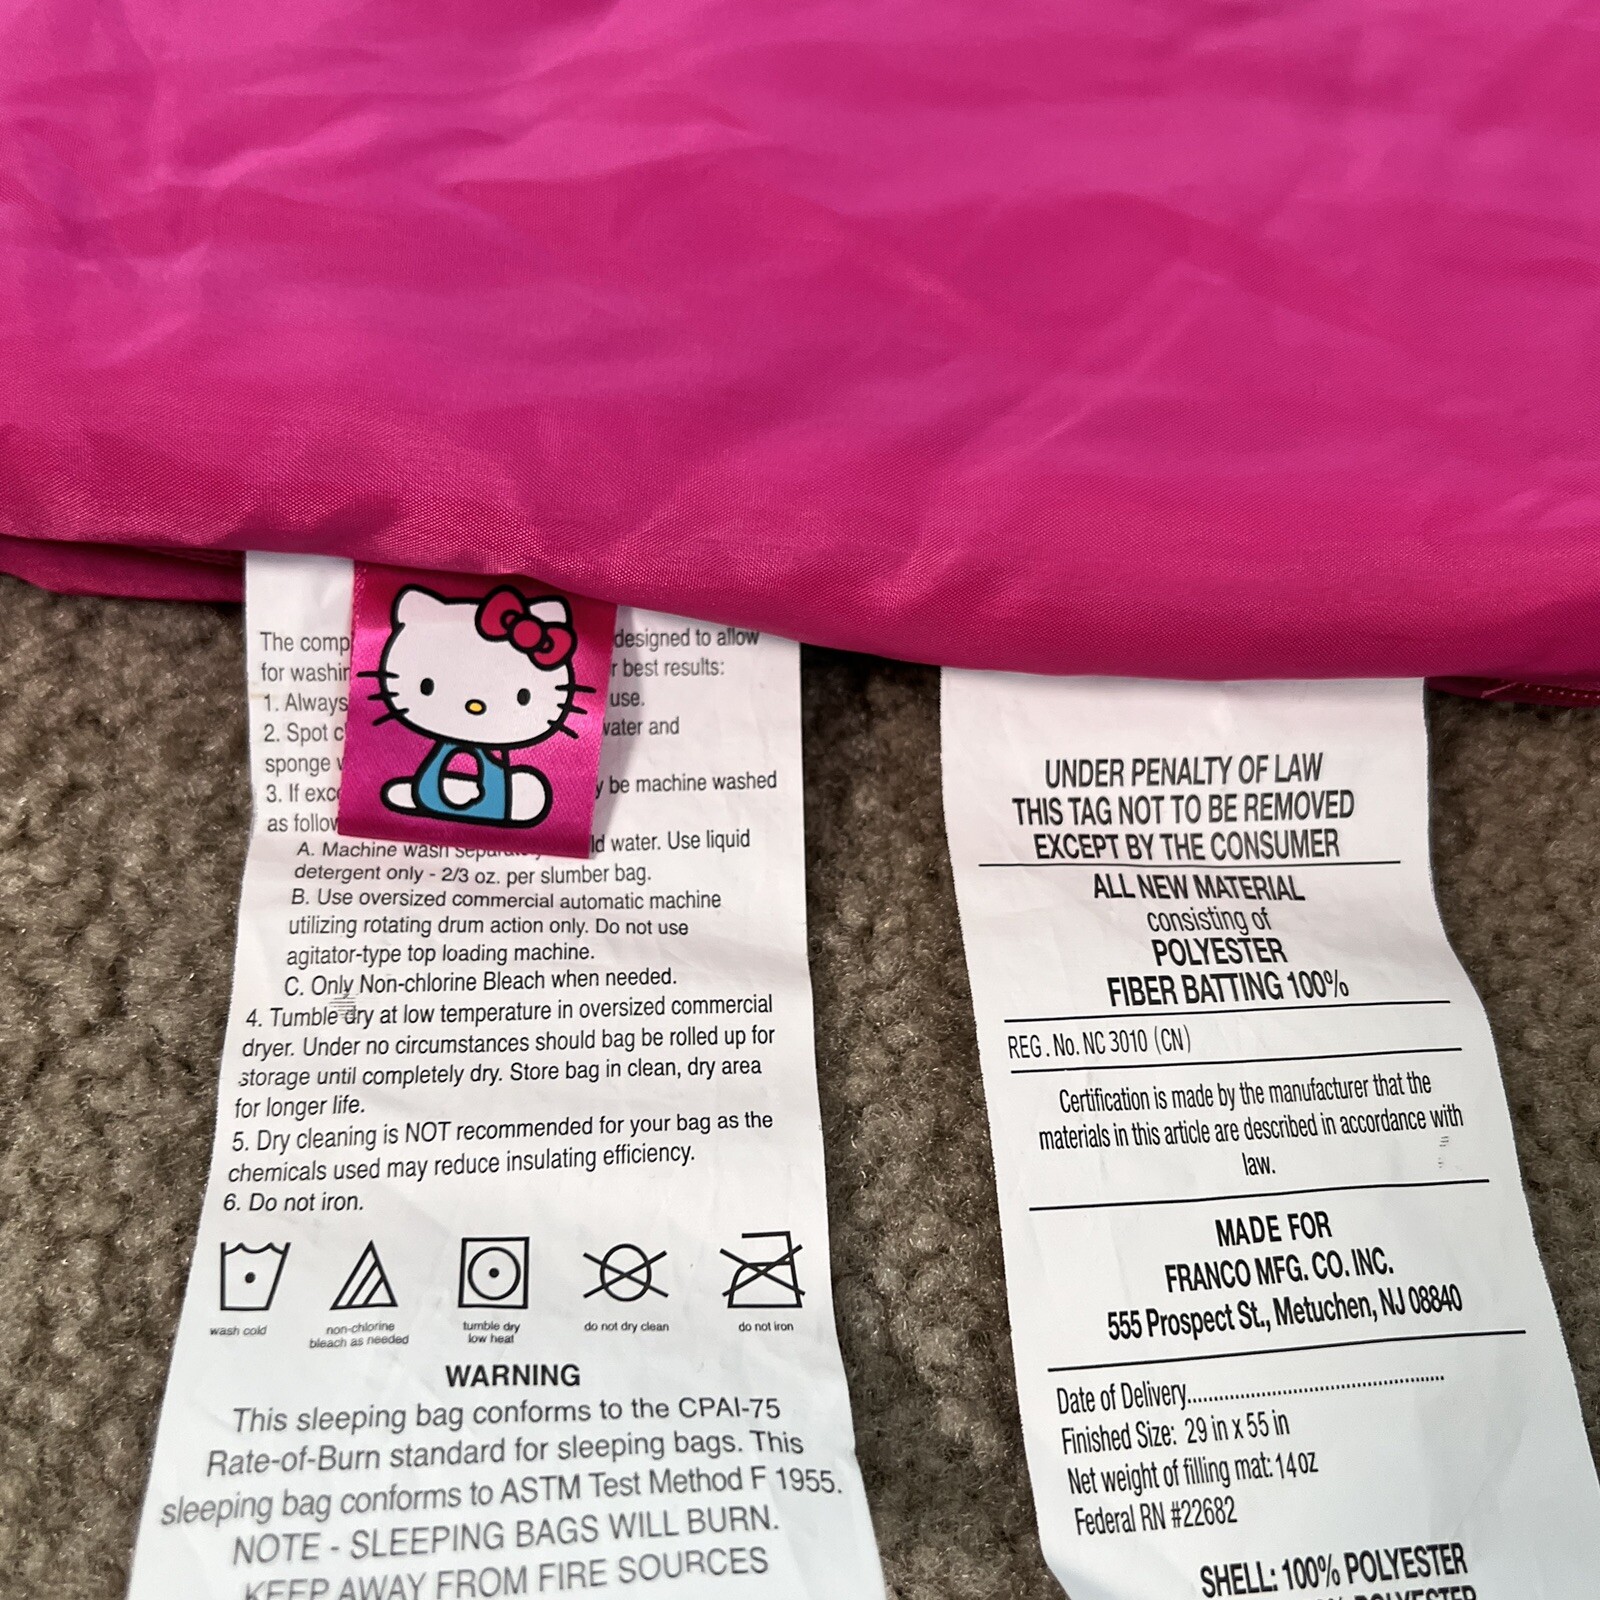 The comp designed to allow
for washin r best results:
1. Always use.
2. Spot c water and
sponge w
3. If exce y be machine washed
as follow
A. Machine wash separately ld water. Use liquid
detergent only - 2/3 oz. per slumber bag.
B. Use oversized commercial automatic machine
utilizing rotating drum action only. Do not use
agitator-type top loading machine.
C. Only Non-chlorine Bleach when needed.
4. Tumble dry at low temperature in oversized commercial
dryer. Under no circumstances should bag be rolled up for
storage until completely dry. Store bag in clean, dry area
for longer life.
5. Dry cleaning is NOT recommended for your bag as the
chemicals used may reduce insulating efficiency.
6. Do not iron.
wash cold
non-chlorine
bleach as needed
tumble dry
low heat
do not dry clean
do not iron
WARNING
This sleeping bag conforms to the CPAI-75
Rate-of-Burn standard for sleeping bags. This
sleeping bag conforms to ASTM Test Method F 1955.
NOTE - SLEEPING BAGS WILL BURN.
KEEP AWAY FROM FIRE SOURCES
UNDER PENALTY OF LAW
THIS TAG NOT TO BE REMOVED
EXCEPT BY THE CONSUMER
ALL NEW MATERIAL
consisting of
POLYESTER
FIBER BATTING 100%
REG. No. NC 3010 (CN)
Certification is made by the manufacturer that the
materials in this article are described in accordance with
law.
MADE FOR
FRANCO MFG. CO. INC.
555 Prospect St., Metuchen, NJ 08840
Date of Delivery..................................................
Finished Size: 29 in x 55 in
Net weight of filling mat: 14 oz
Federal RN #22682
SHELL: 100% POLYESTER
% POLYESTER